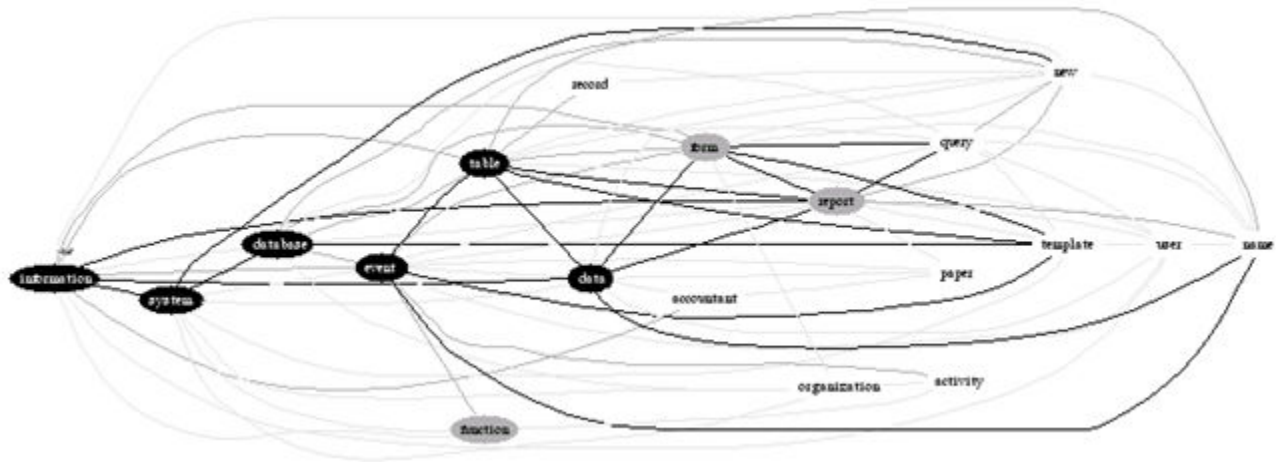 new
record
query
form
table
report
database
template
user
name
event
paper
information
data
system
accountant
activity
organization
function